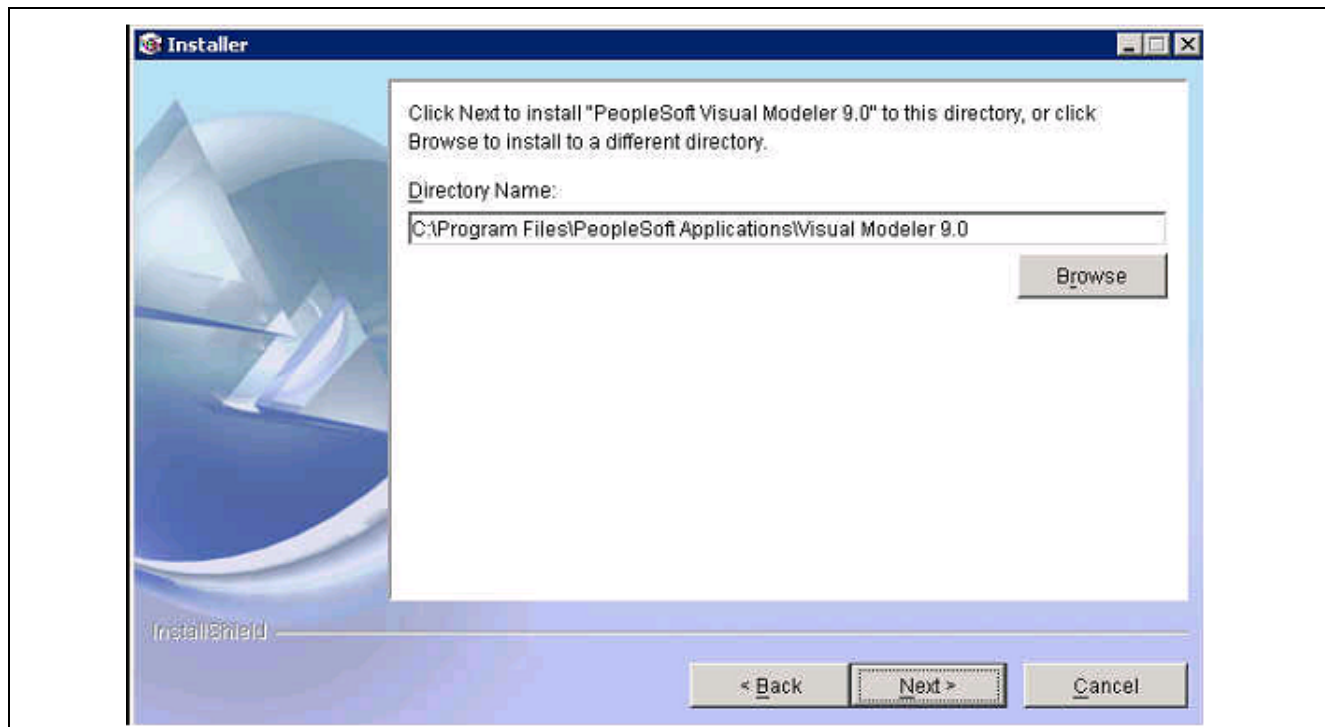 Installer
Click Next to install "PeopleSoft Visual Modeler 9.0" to this directory, or click
Browse to install to a different directory.
Directory Name:
C:\Program Files\PeopleSoft Applications\Visual Modeler 9.0
Browse
InstallShield
< Back
Next >
Cancel